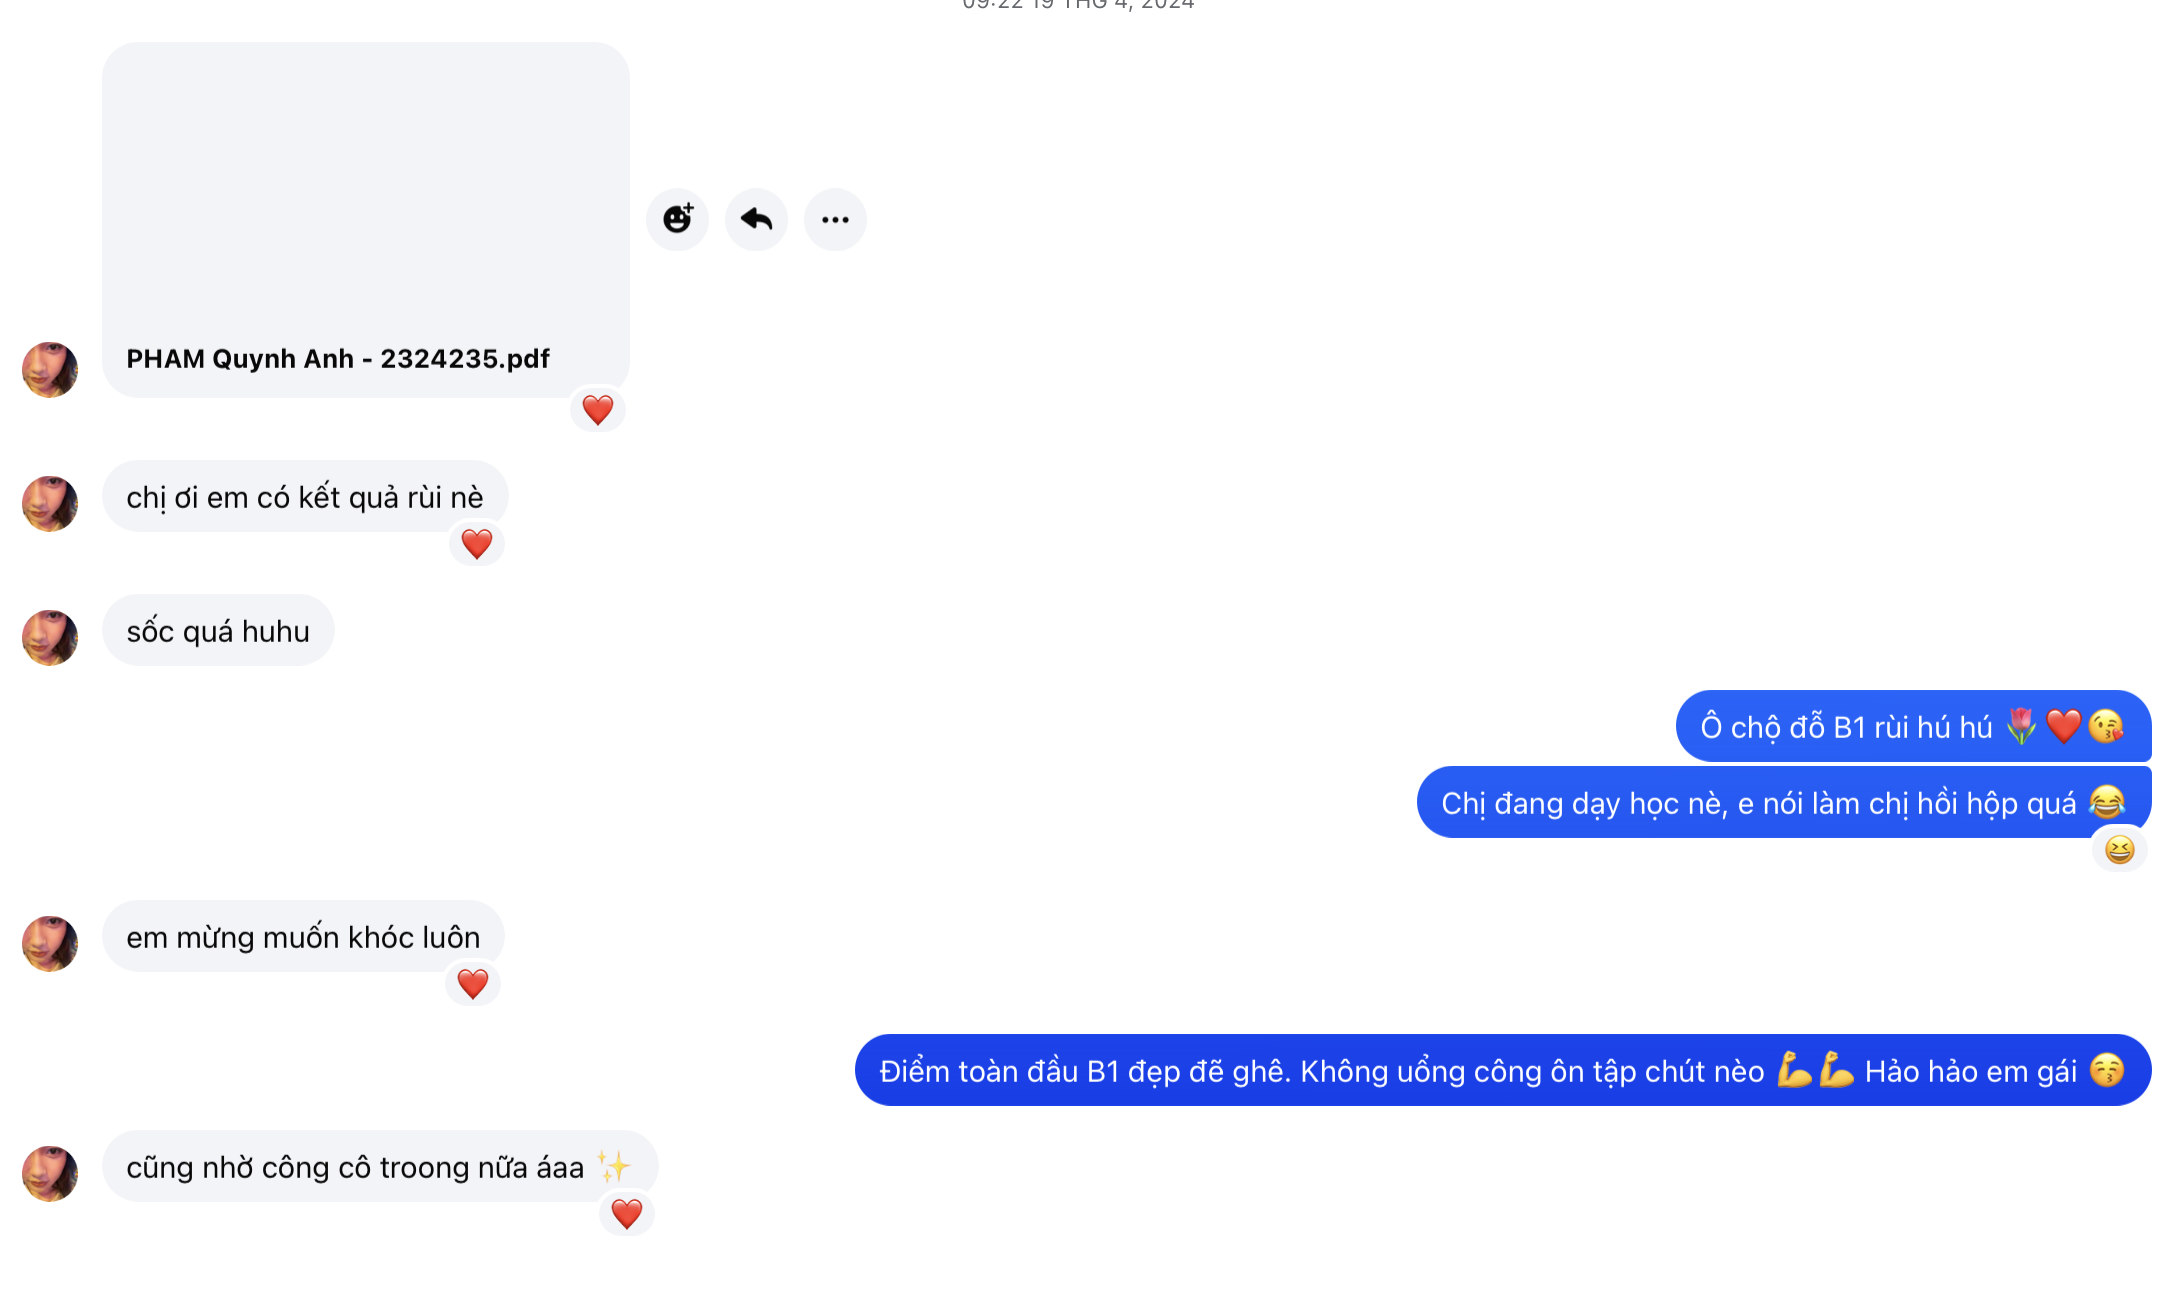 09:22 19 THG 4, 2024
PHAM Quynh Anh - 2324235.pdf
❤️
chị ơi em có kết quả rùi nè
❤️
sốc quá huhu
Ô chộ đỗ B1 rùi hú hú 🌷❤️😘
Chị đang dạy học nè, e nói làm chị hồi hộp quá 😂
😆
em mừng muốn khóc luôn
❤️
Điểm toàn đầu B1 đẹp đẽ ghê. Không uổng công ôn tập chút nèo 💪💪 Hảo hảo em gái 😚
cũng nhờ công cô troong nữa áaa ✨
❤️